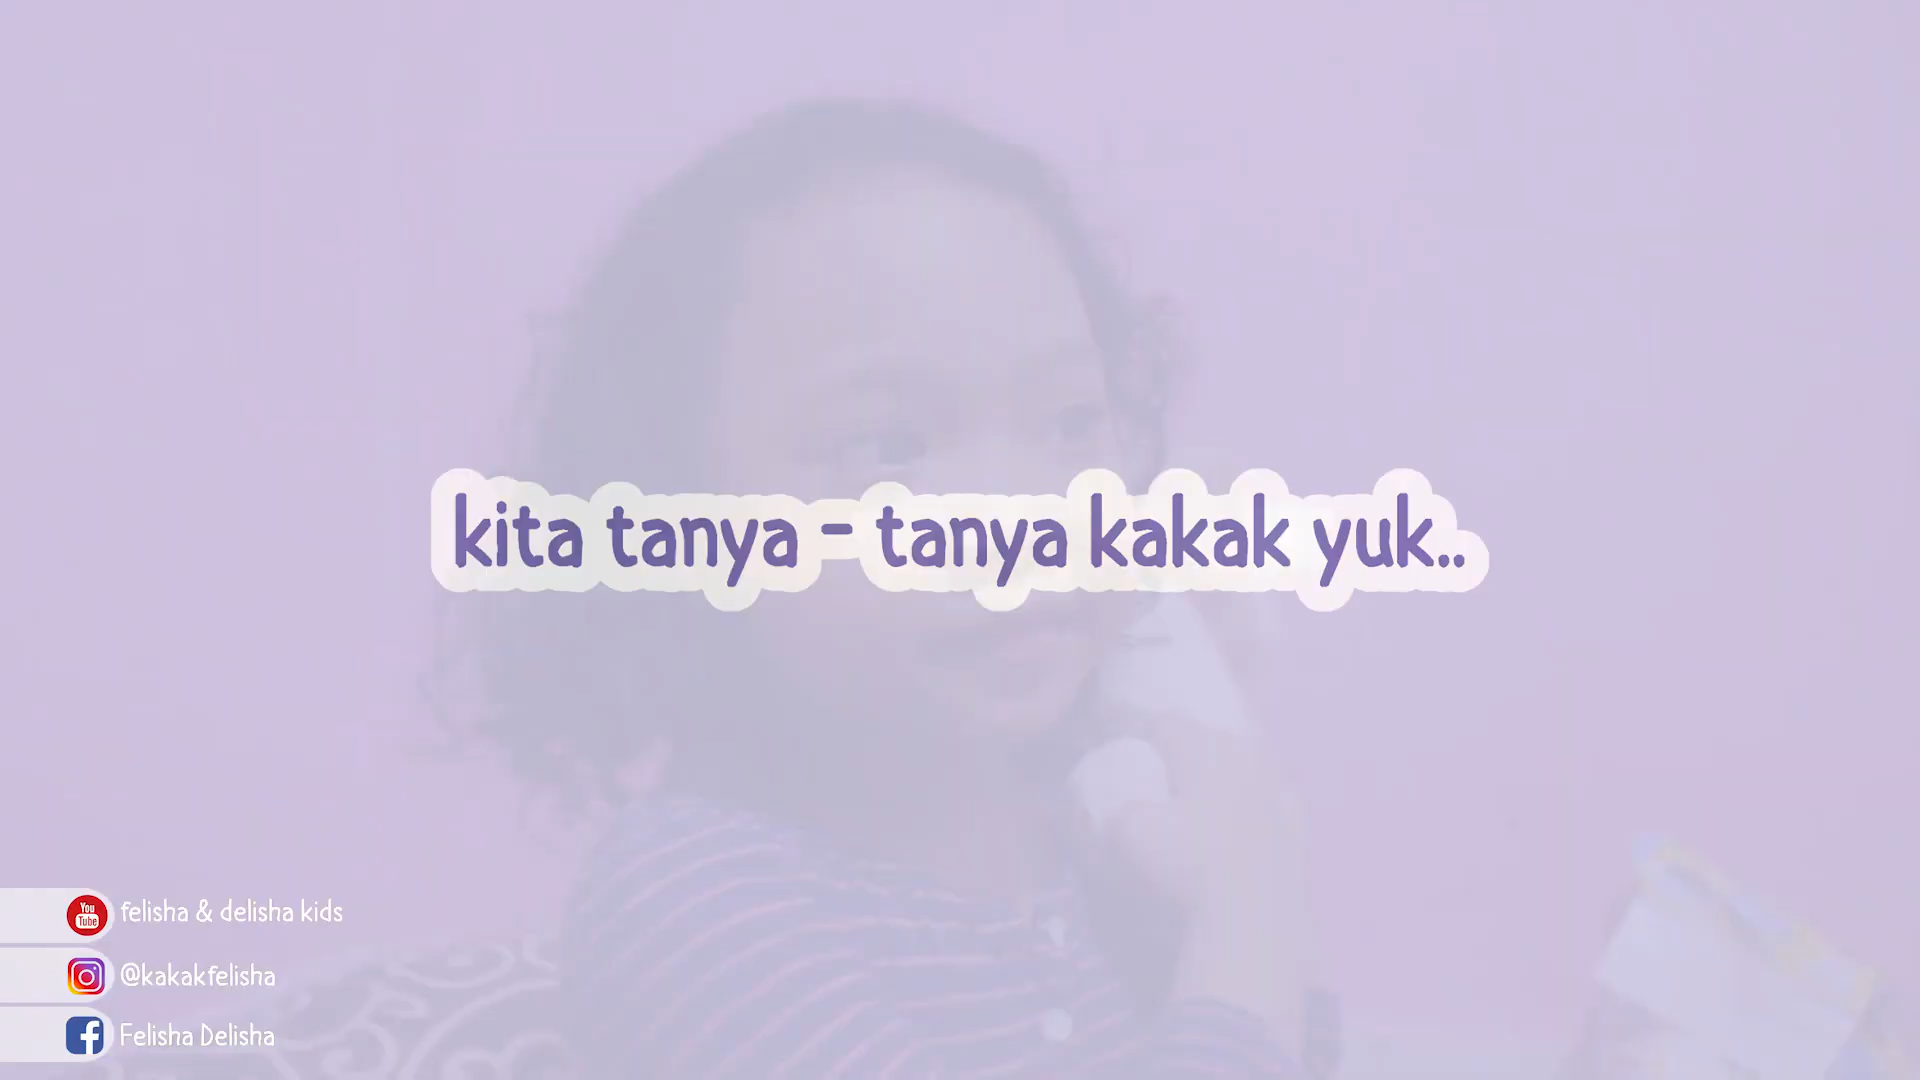 kita tanya - tanya kakak yuk..
You
Tube
felisha & delisha kids
@kakakfelisha
Felisha Delisha